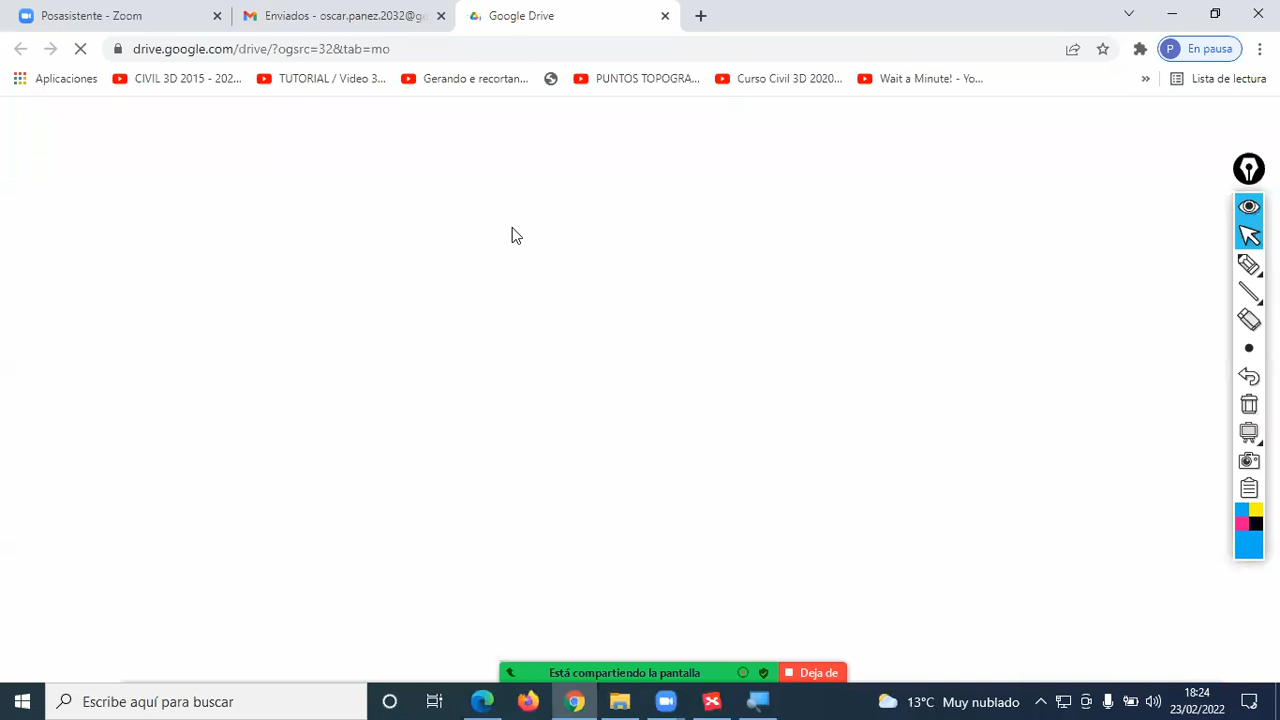 Posasistente - Zoom
Enviados - oscar.panez.2032@g
Google Drive
drive.google.com/drive/?ogsrc=32&tab=mo
P En pausa
Aplicaciones
CIVIL 3D 2015 - 202...
TUTORIAL / Video 3...
Gerando e recortan...
PUNTOS TOPOGRA...
Curso Civil 3D 2020...
Wait a Minute! - Yo...
»
Lista de lectura
Está compartiendo la pantalla
Deja de
Escribe aquí para buscar
13°C Muy nublado
18:24
23/02/2022